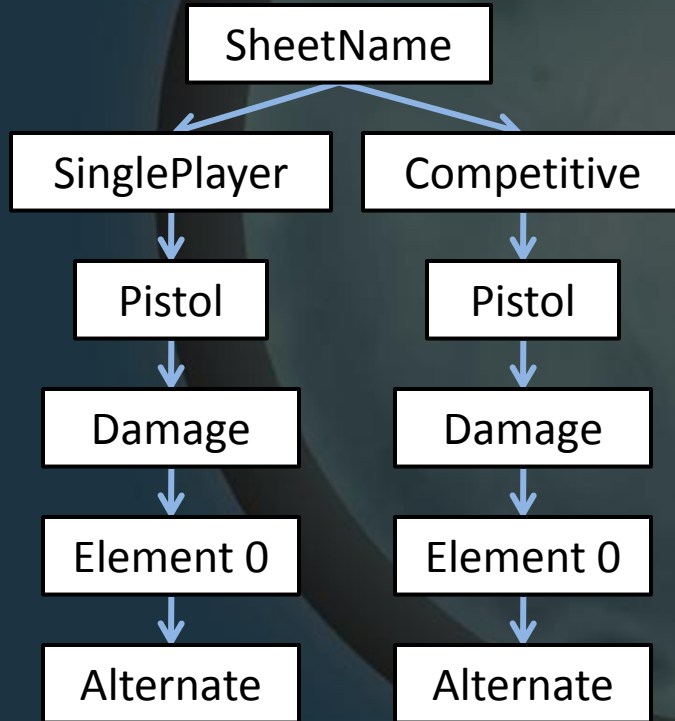 SheetName
SinglePlayer Competitive
Pistol Pistol
Damage Damage
Element 0 Element 0
Alternate Alternate